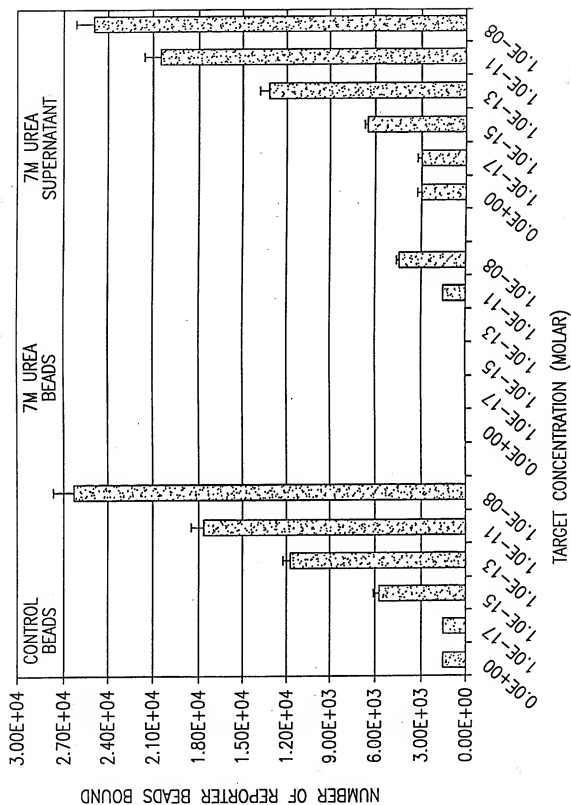 CONTROL
BEADS
7M UREA
BEADS
7M UREA
SUPERNATANT
NUMBER OF REPORTER BEADS BOUND
3.00E+04
2.70E+04
2.40E+04
2.10E+04
1.80E+04
1.50E+04
1.20E+04
9.00E+03
6.00E+03
3.00E+03
0.00E+00
0.0E+00
1.0E-17
1.0E-15
1.0E-13
1.0E-11
1.0E-08
0.0E+00
1.0E-17
1.0E-15
1.0E-13
1.0E-11
1.0E-08
0.0E+00
1.0E-17
1.0E-15
1.0E-13
1.0E-11
1.0E-08
TARGET CONCENTRATION (MOLAR)